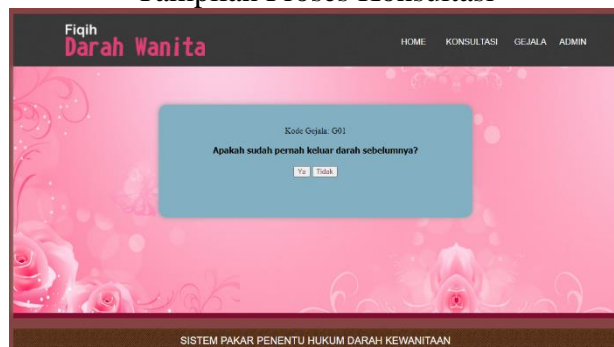 Tampilan Proses Konsultasi
Fiqih
Darah Wanita
HOME KONSULTASI GEJALA ADMIN
Kode Gejala: G01
Apakah sudah pernah keluar darah sebelumnya?
Ya Tidak
SISTEM PAKAR PENENTU HUKUM DARAH KEWANITAAN